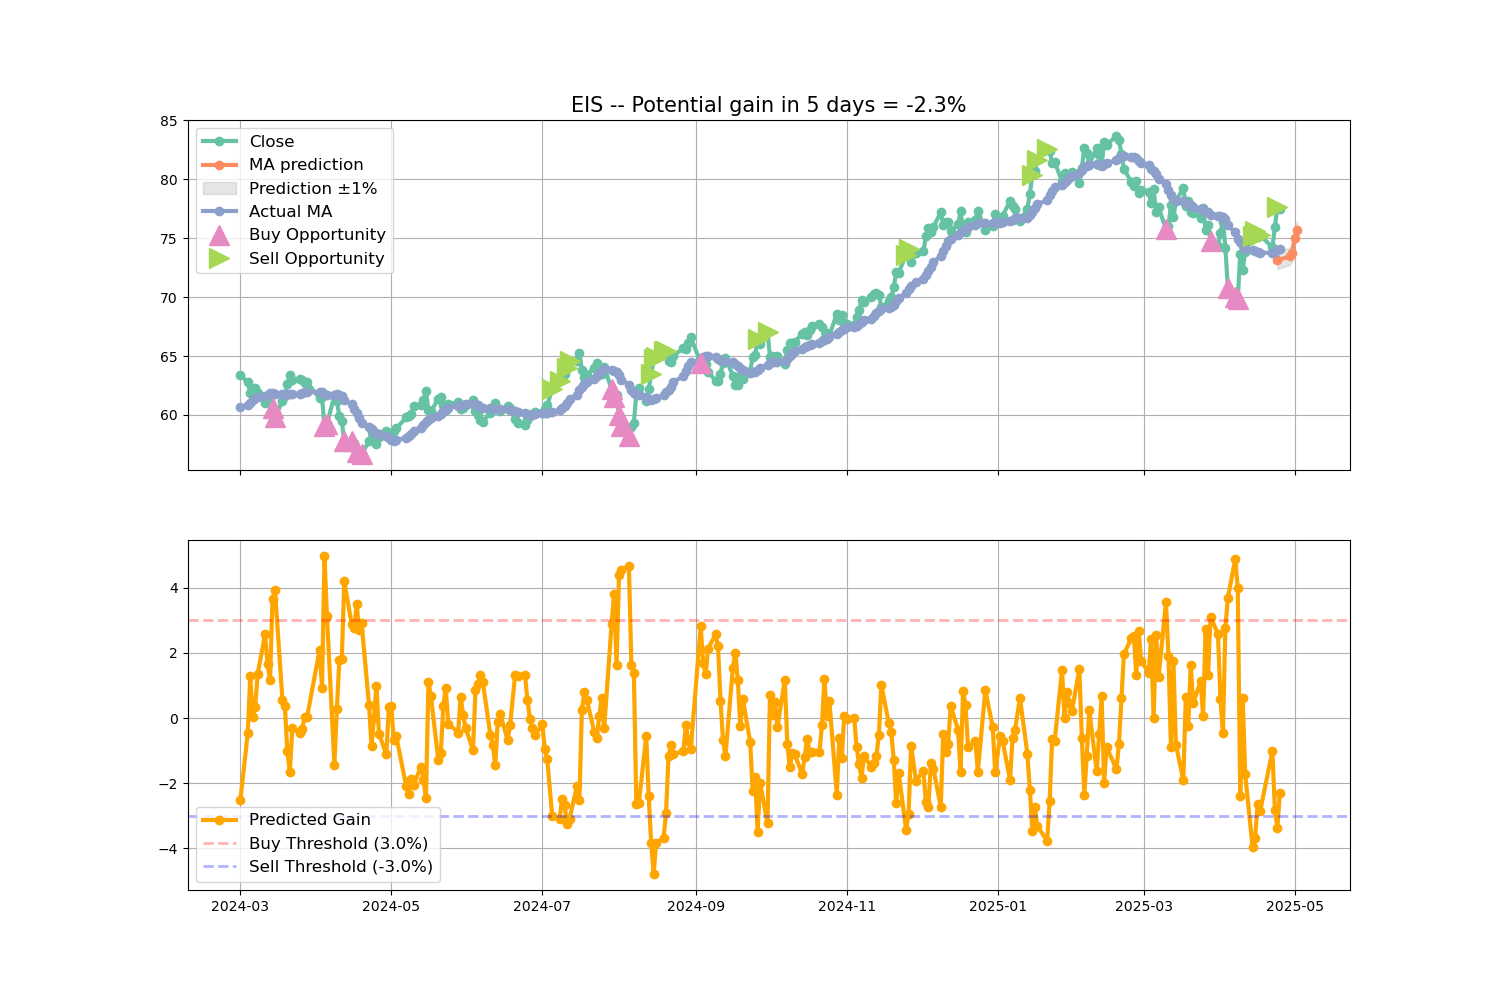 EIS -- Potential gain in 5 days = -2.3%
85
80
75
70
65
60
Close
MA prediction
Prediction ±1%
Actual MA
Buy Opportunity
Sell Opportunity
4
2
0
−2
−4
Predicted Gain
Buy Threshold (3.0%)
Sell Threshold (-3.0%)
2024-03 2024-05 2024-07 2024-09 2024-11 2025-01 2025-03 2025-05